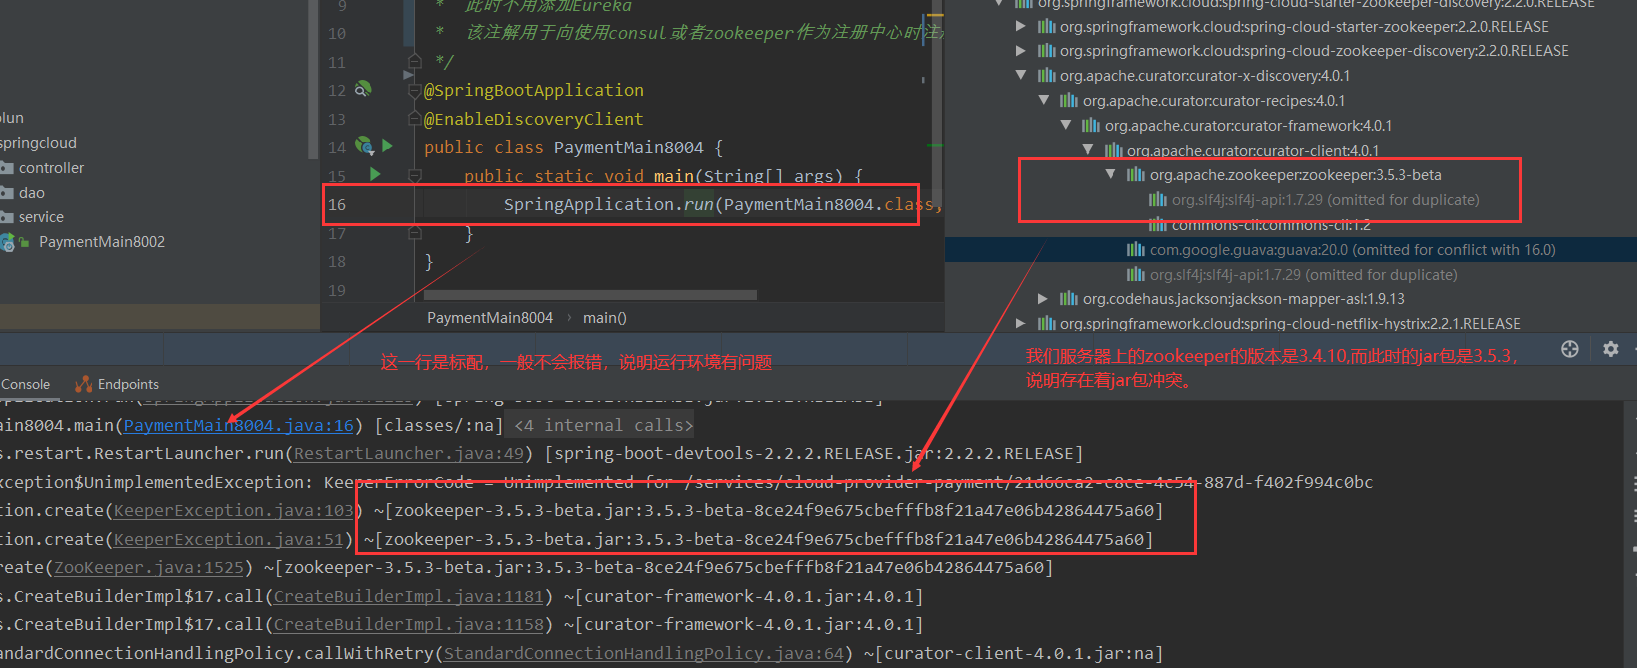 9 * 此时不用添加Eureka
10 * 该注解用于向使用consul或者zookeeper作为注册中心时注
11 */
12 @SpringBootApplication
13 @EnableDiscoveryClient
14 public class PaymentMain8004 {
15 public static void main(String[] args) {
16 SpringApplication.run(PaymentMain8004.class,
17 }
18 }
19
PaymentMain8004 › main()
lun
springcloud
controller
dao
service
PaymentMain8002
org.springframework.cloud:spring-cloud-starter-zookeeper-discovery:2.2.0.RELEASE
org.springframework.cloud:spring-cloud-starter-zookeeper:2.2.0.RELEASE
org.springframework.cloud:spring-cloud-zookeeper-discovery:2.2.0.RELEASE
org.apache.curator:curator-x-discovery:4.0.1
org.apache.curator:curator-recipes:4.0.1
org.apache.curator:curator-framework:4.0.1
org.apache.curator:curator-client:4.0.1
org.apache.zookeeper:zookeeper:3.5.3-beta
org.slf4j:slf4j-api:1.7.29 (omitted for duplicate)
commons-cli:commons-cli:1.2
com.google.guava:guava:20.0 (omitted for conflict with 16.0)
org.slf4j:slf4j-api:1.7.29 (omitted for duplicate)
org.codehaus.jackson:jackson-mapper-asl:1.9.13
org.springframework.cloud:spring-cloud-netflix-hystrix:2.2.1.RELEASE
这一行是标配，一般不会报错，说明运行环境有问题
我们服务器上的zookeeper的版本是3.4.10,而此时的jar包是3.5.3，
说明存在着jar包冲突。
Console Endpoints
ain8004.main(PaymentMain8004.java:16) [classes/:na] <4 internal calls>
s.restart.RestartLauncher.run(RestartLauncher.java:49) [spring-boot-devtools-2.2.2.RELEASE.jar:2.2.2.RELEASE]
xception$UnimplementedException: KeeperErrorCode = Unimplemented for /services/cloud-provider-payment/21d66ca2-c8ce-4c54-887d-f402f994c0bc
tion.create(KeeperException.java:103) ~[zookeeper-3.5.3-beta.jar:3.5.3-beta-8ce24f9e675cbefffb8f21a47e06b42864475a60]
tion.create(KeeperException.java:51) ~[zookeeper-3.5.3-beta.jar:3.5.3-beta-8ce24f9e675cbefffb8f21a47e06b42864475a60]
reate(ZooKeeper.java:1525) ~[zookeeper-3.5.3-beta.jar:3.5.3-beta-8ce24f9e675cbefffb8f21a47e06b42864475a60]
s.CreateBuilderImpl$17.call(CreateBuilderImpl.java:1181) ~[curator-framework-4.0.1.jar:4.0.1]
s.CreateBuilderImpl$17.call(CreateBuilderImpl.java:1158) ~[curator-framework-4.0.1.jar:4.0.1]
andardConnectionHandlingPolicy.callWithRetry(StandardConnectionHandlingPolicy.java:64) ~[curator-client-4.0.1.jar:na]